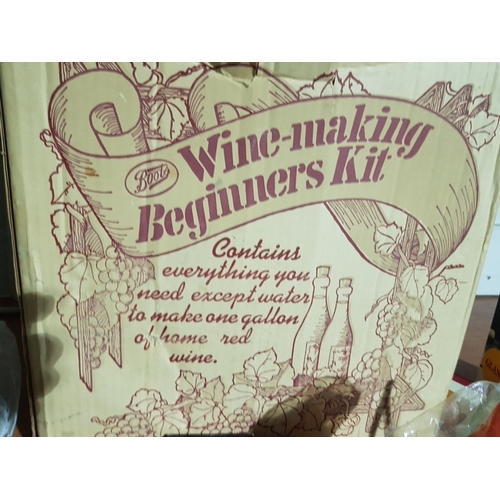 Boots
Wine-making
Beginners Kit
Contains
everything you
need except water
to make one gallon
of home red
wine.